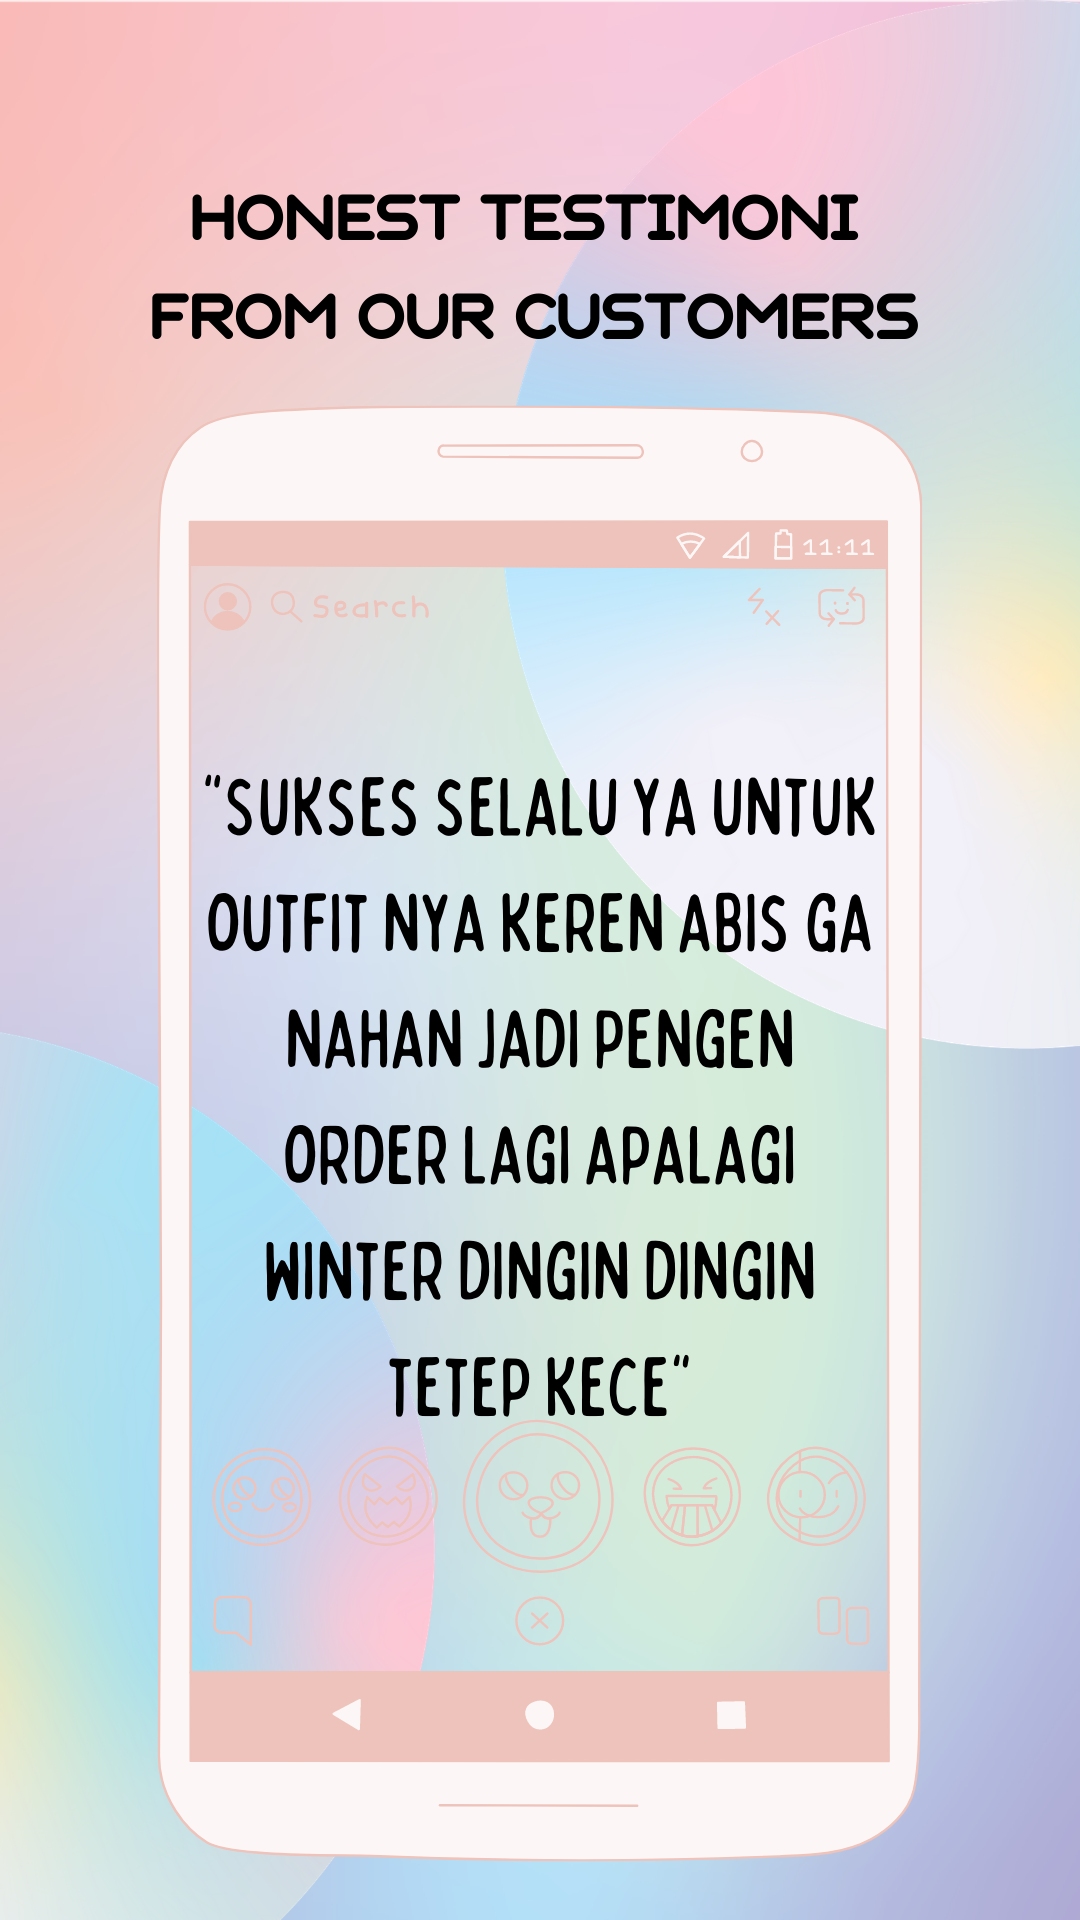 HONEST TESTIMONI
FROM OUR CUSTOMERS
11:11
Search
"SUKSES SELALU YA UNTUK
OUTFIT NYA KEREN ABIS GA
NAHAN JADI PENGEN
ORDER LAGI APALAGI
WINTER DINGIN DINGIN
TETEP KECE"